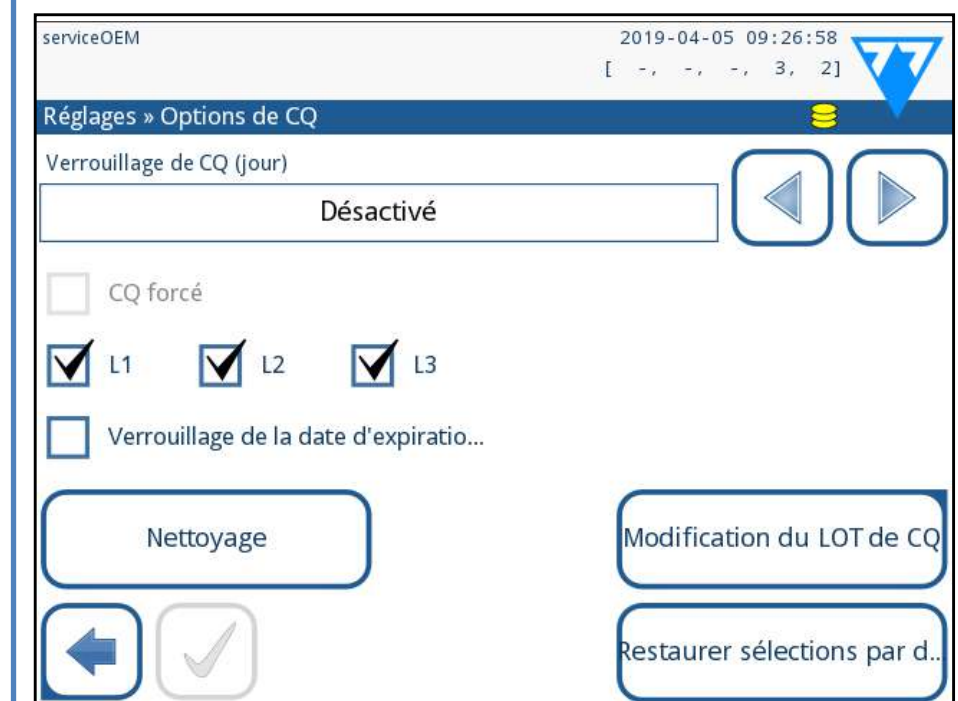 serviceOEM 2019-04-05 09:26:58
[ -, -, -, 3, 2]
Réglages » Options de CQ
Verrouillage de CQ (jour)
Désactivé
CQ forcé
L1 L2 L3
Verrouillage de la date d'expiratio...
Nettoyage Modification du LOT de CQ
Restaurer sélections par d...